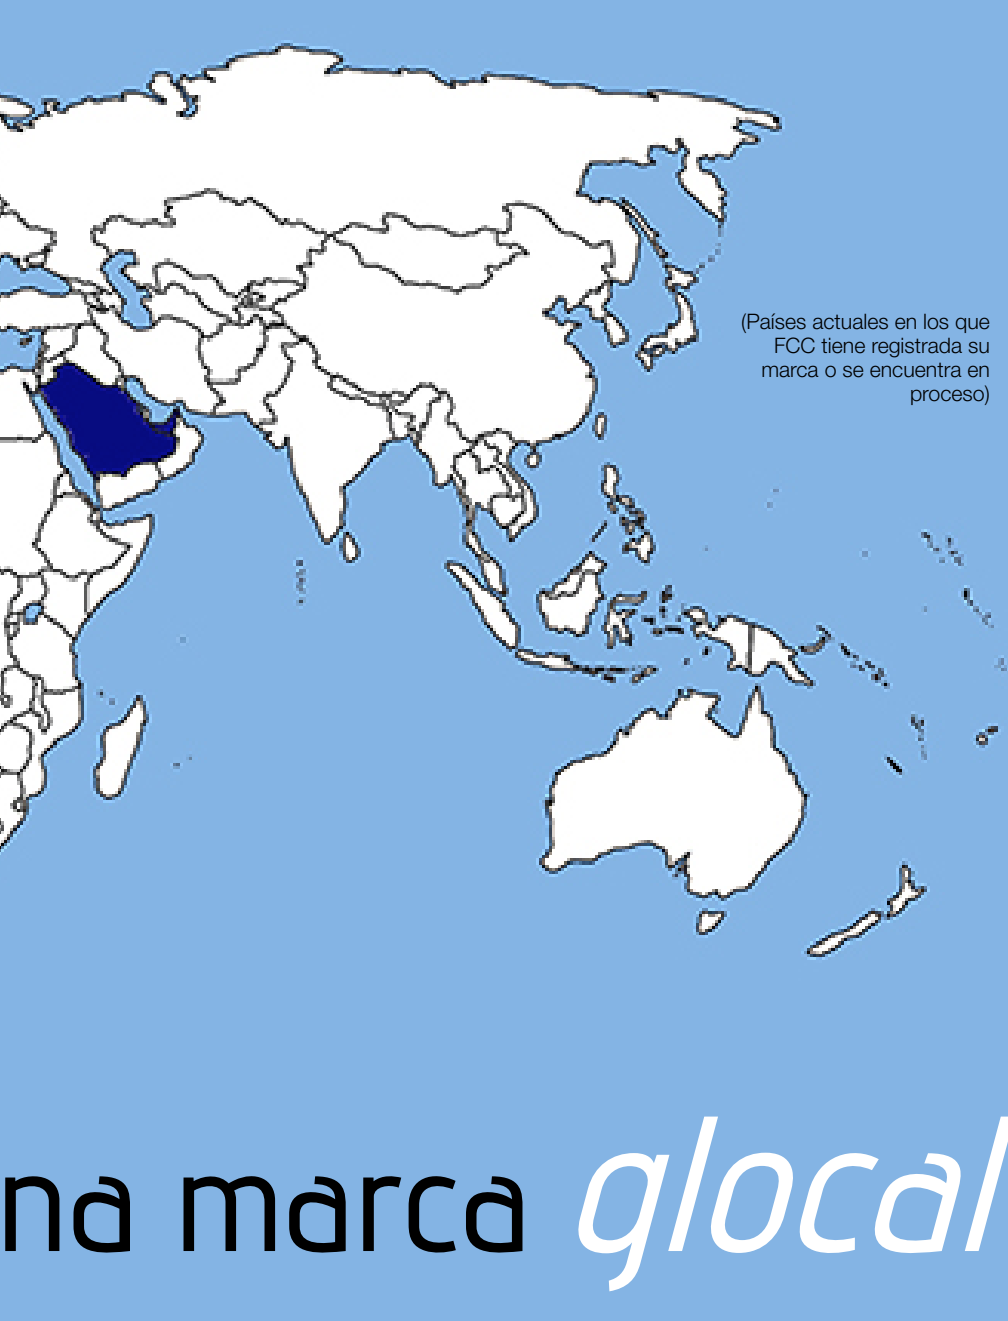 (Países actuales en los que
FCC tiene registrada su
marca o se encuentra en
proceso)
na marca glocal